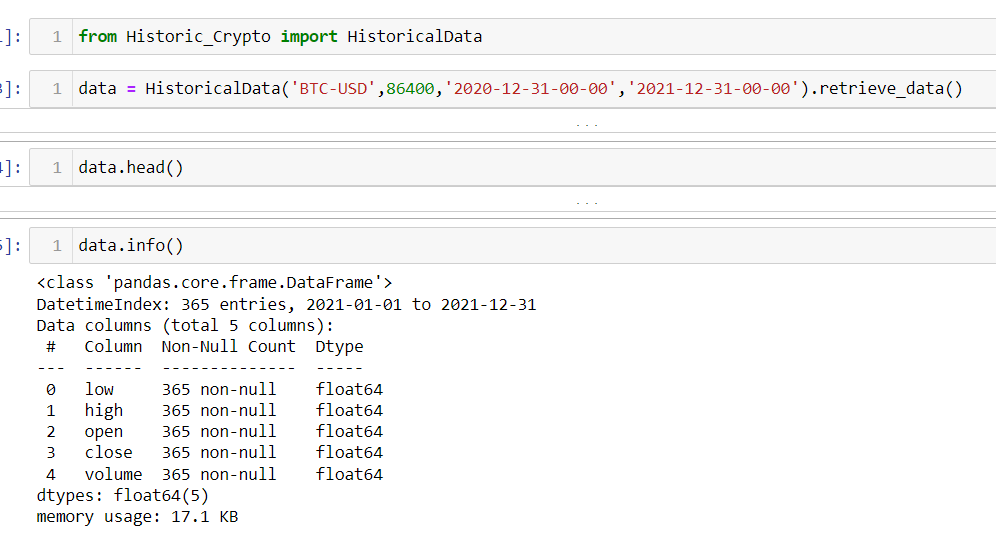 ]: 1 from Historic_Crypto import HistoricalData
]: 1 data = HistoricalData('BTC-USD',86400,'2020-12-31-00-00','2021-12-31-00-00').retrieve_data()
...
]: 1 data.head()
...
]: 1 data.info()
<class 'pandas.core.frame.DataFrame'>
DatetimeIndex: 365 entries, 2021-01-01 to 2021-12-31
Data columns (total 5 columns):
 #   Column  Non-Null Count  Dtype
---  ------  --------------  -----
 0   low     365 non-null    float64
 1   high    365 non-null    float64
 2   open    365 non-null    float64
 3   close   365 non-null    float64
 4   volume  365 non-null    float64
dtypes: float64(5)
memory usage: 17.1 KB